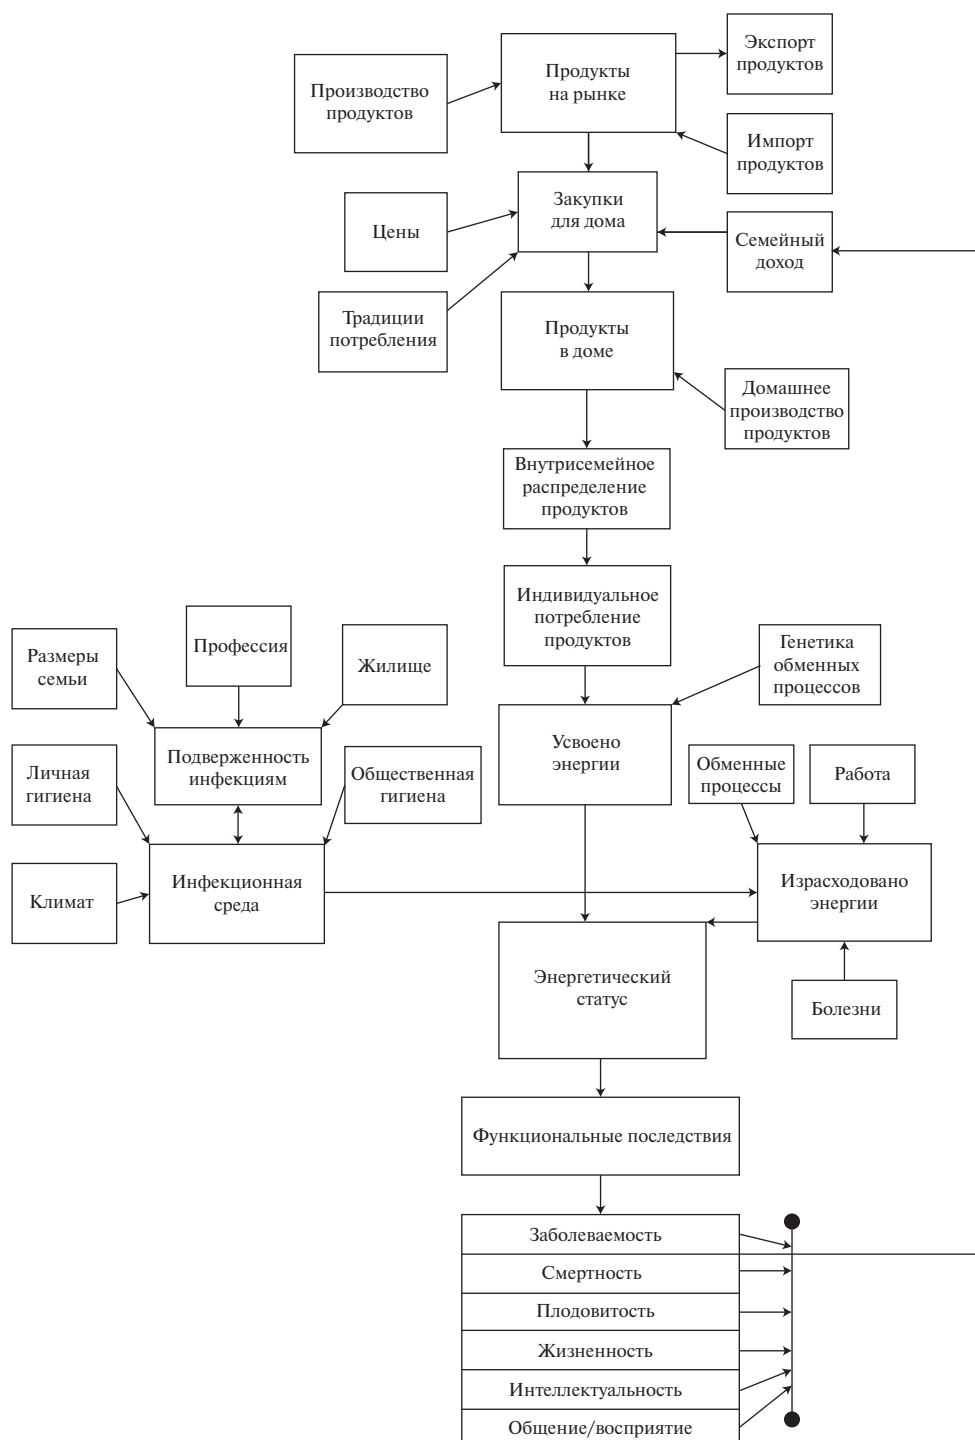 Экспорт
продуктов
Продукты
на рынке
Производство
продуктов
Импорт
продуктов
Закупки
для дома
Цены
Семейный
доход
Традиции
потребления
Продукты
в доме
Домашнее
производство
продуктов
Внутрисемейное
распределение
продуктов
Индивидуальное
потребление
продуктов
Размеры
семьи
Профессия
Жилище
Генетика
обменных
процессов
Подверженность
инфекциям
Усвоено
энергии
Личная
гигиена
Общественная
гигиена
Обменные
процессы
Работа
Климат
Инфекционная
среда
Израсходовано
энергии
Энергетический
статус
Болезни
Функциональные последствия
Заболеваемость
Смертность
Плодовитость
Жизненность
Интеллектуальность
Общение/восприятие